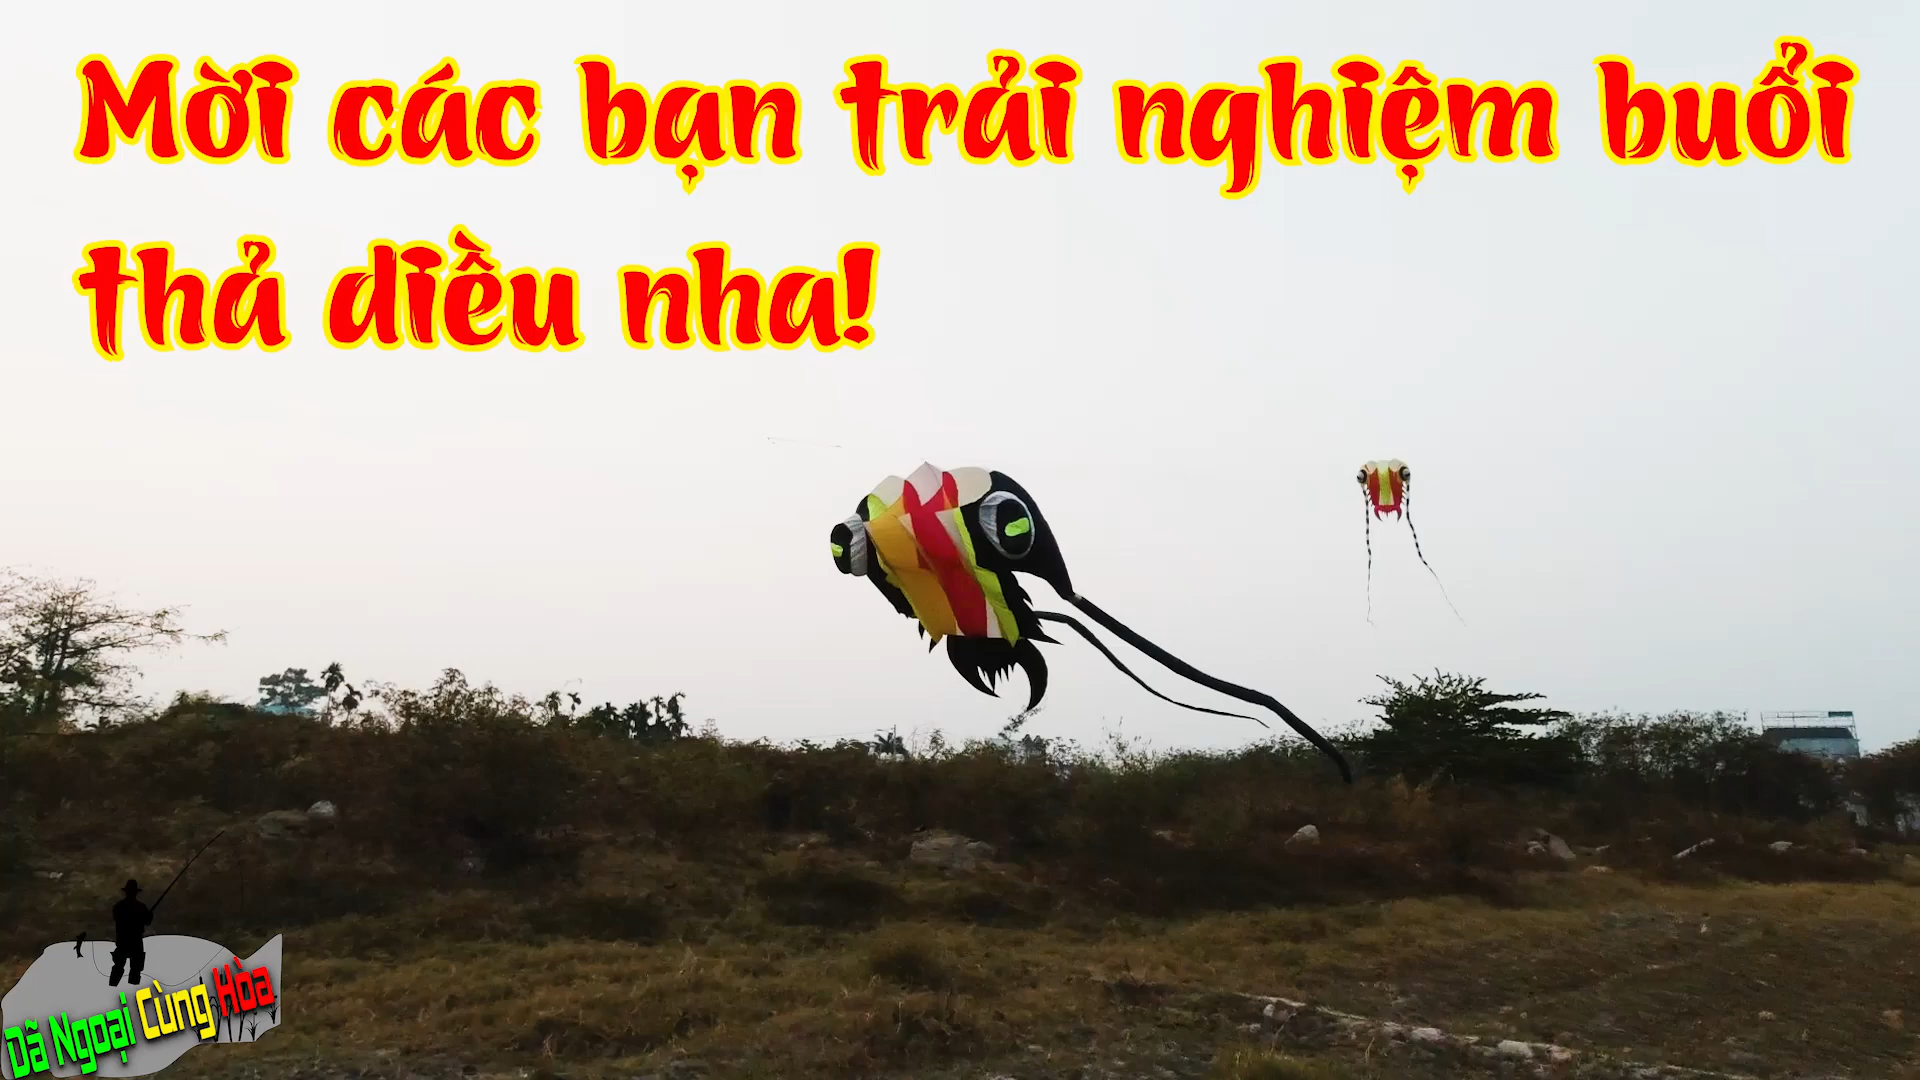 Mời các bạn trải nghiệm buổi
thả diều nha!
Dã Ngoại Cùng Hòa